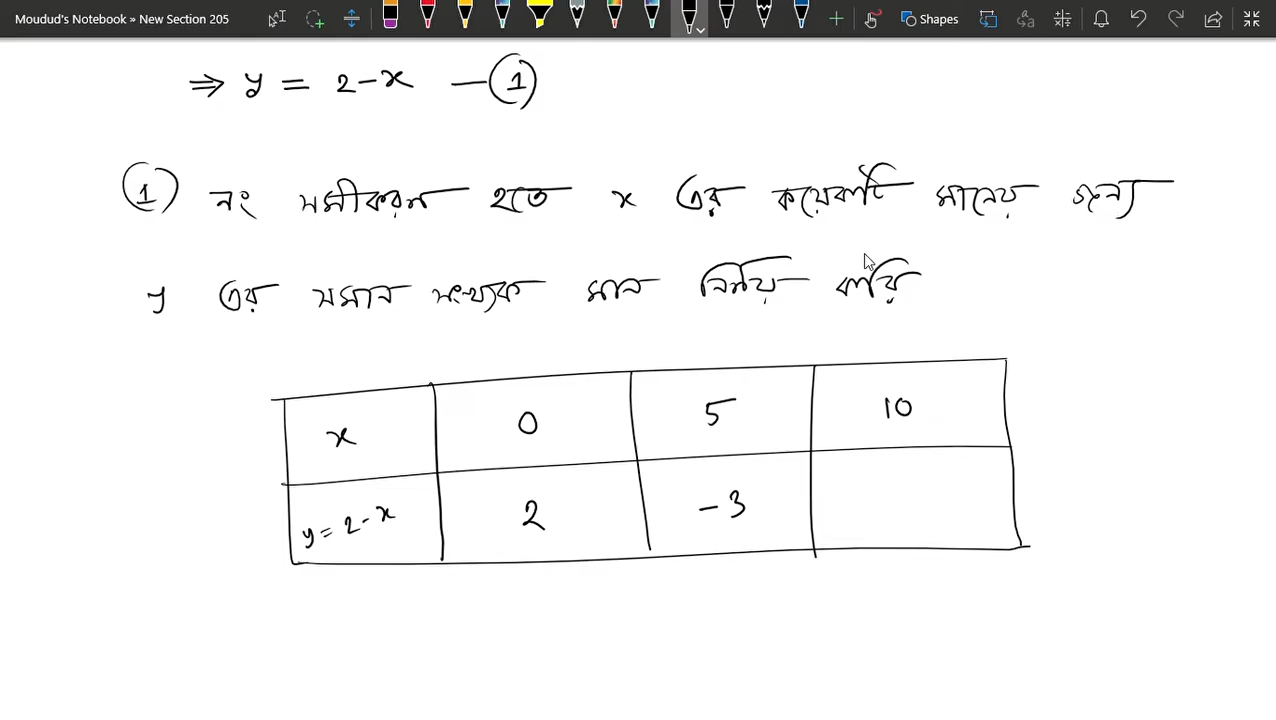 Moudud's Notebook » New Section 205
Shapes
⇒ y = 2-x —①
① নং সমীকরণ হতে x এর কয়েকটি মানের জন্য
y এর সমান সংখ্যক মান নির্ণয় করি
x 0 5 10
y = 2-x 2 -3